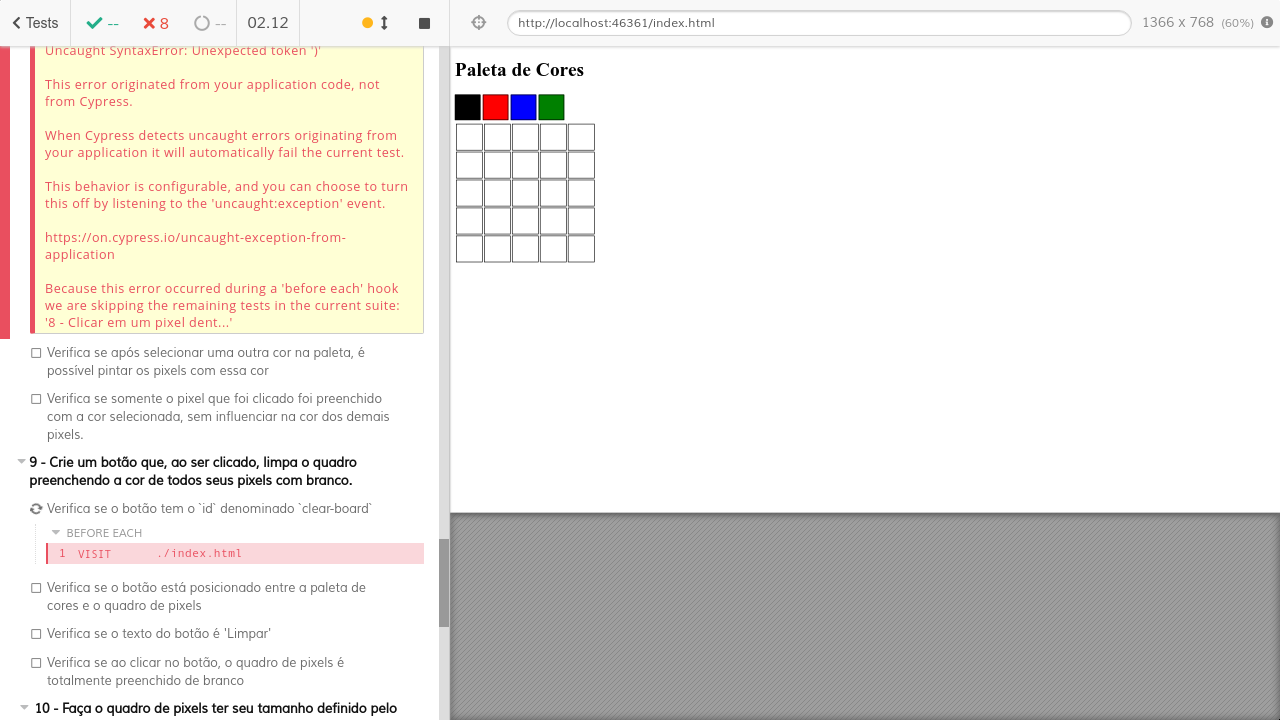 Tests
--
8
--
02.12
http://localhost:46361/index.html
1366 x 768 (60%)
Uncaught SyntaxError: Unexpected token ')'
This error originated from your application code, not
from Cypress.
When Cypress detects uncaught errors originating from
your application it will automatically fail the current test.
This behavior is configurable, and you can choose to turn
this off by listening to the 'uncaught:exception' event.
https://on.cypress.io/uncaught-exception-from-
application
Because this error occurred during a 'before each' hook
we are skipping the remaining tests in the current suite:
'8 - Clicar em um pixel dent...'
Verifica se após selecionar uma outra cor na paleta, é
possível pintar os pixels com essa cor
Verifica se somente o pixel que foi clicado foi preenchido
com a cor selecionada, sem influenciar na cor dos demais
pixels.
9 - Crie um botão que, ao ser clicado, limpa o quadro
preenchendo a cor de todos seus pixels com branco.
Verifica se o botão tem o `id` denominado `clear-board`
BEFORE EACH
1 VISIT ./index.html
Verifica se o botão está posicionado entre a paleta de
cores e o quadro de pixels
Verifica se o texto do botão é 'Limpar'
Verifica se ao clicar no botão, o quadro de pixels é
totalmente preenchido de branco
10 - Faça o quadro de pixels ter seu tamanho definido pelo
Paleta de Cores